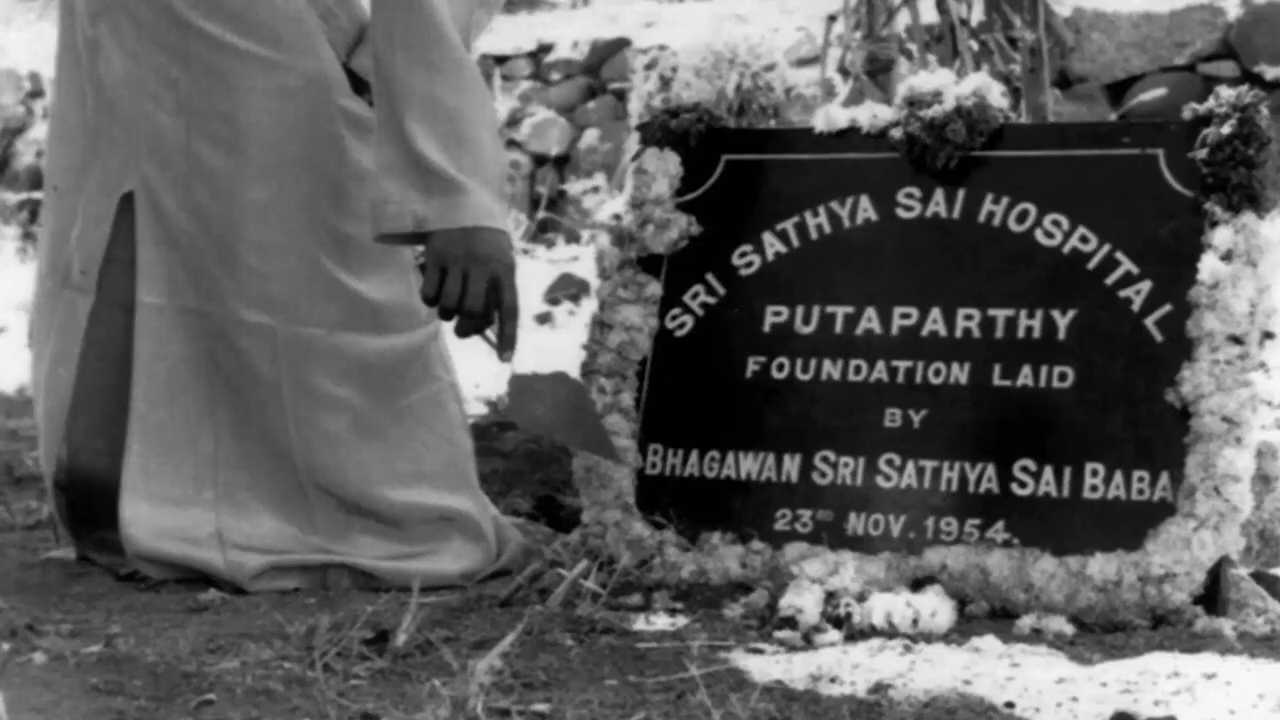 SRI SATHYA SAI HOSPITAL
PUTAPARTHY
FOUNDATION LAID
BY
BHAGAWAN SRI SATHYA SAI BABA
23RD NOV. 1954.